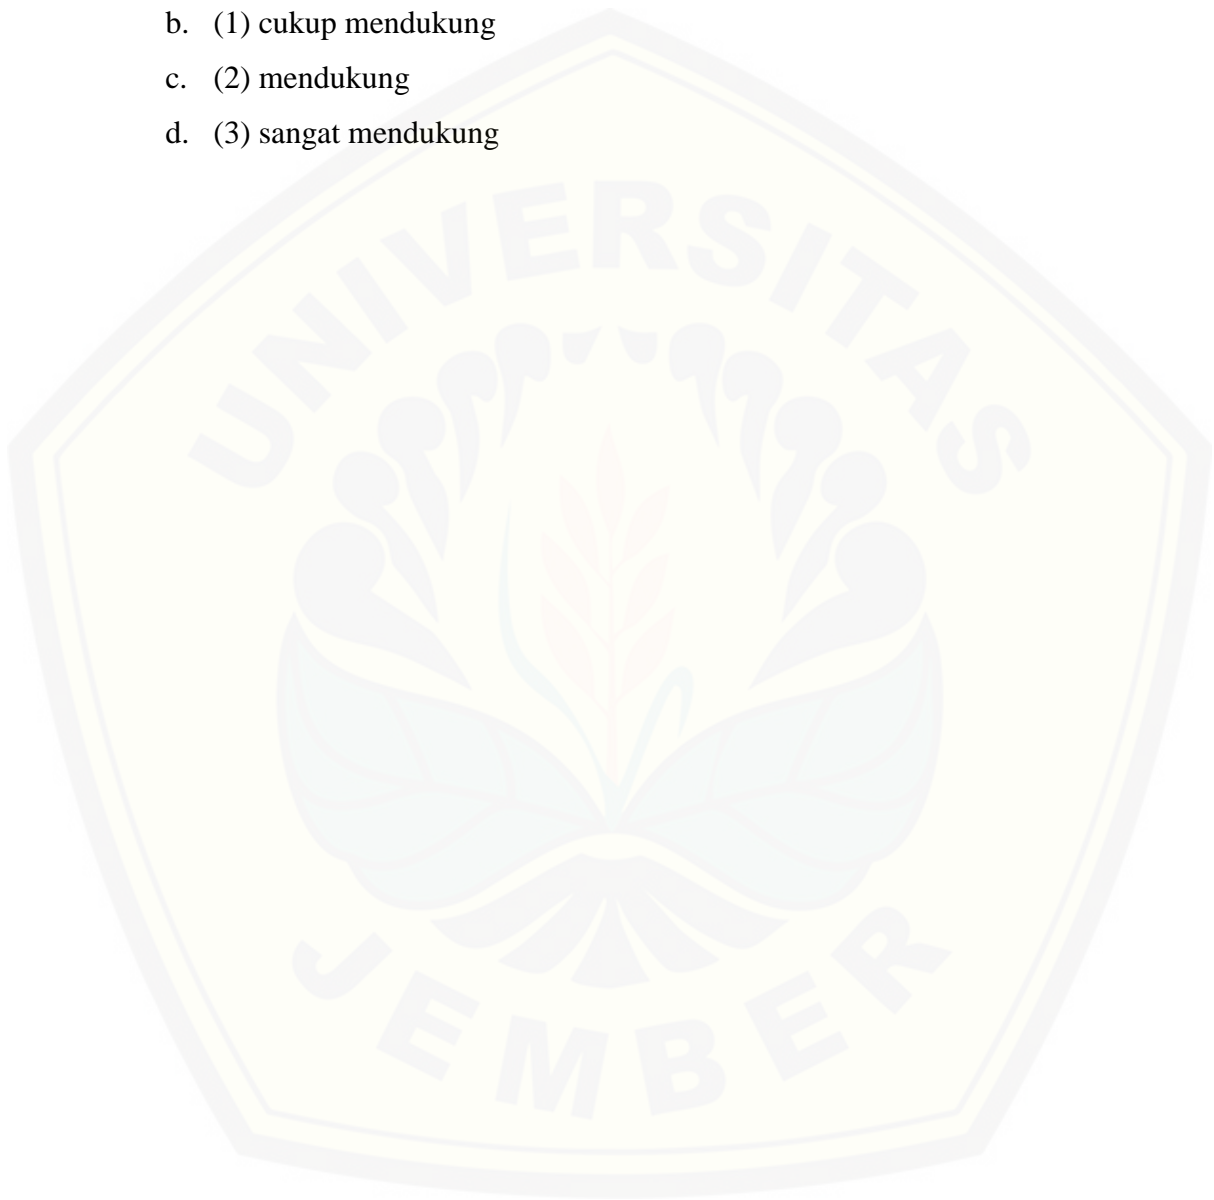 b. (1) cukup mendukung
c. (2) mendukung
d. (3) sangat mendukung
UNIVERSITAS
JEMBER